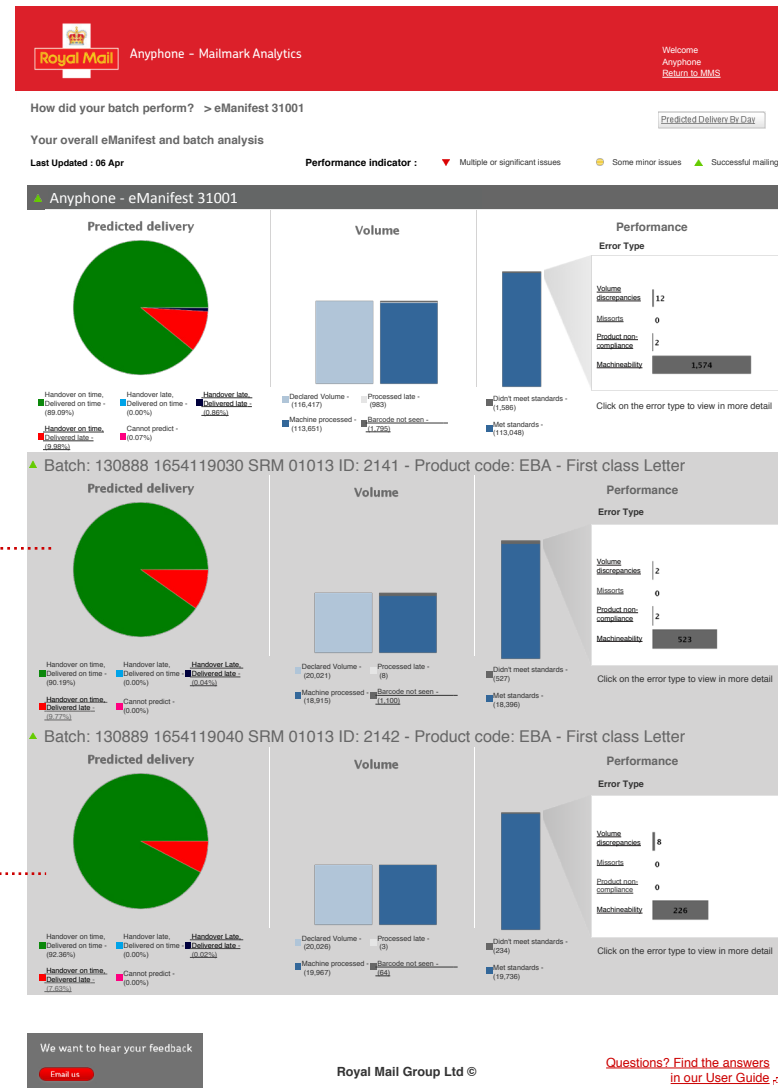 Royal Mail
Anyphone - Mailmark Analytics
Welcome
Anyphone
Return to MMS
How did your batch perform? > eManifest 31001
Predicted Delivery By Day
Your overall eManifest and batch analysis
Last Updated : 06 Apr
Performance indicator :
Multiple or significant issues
Some minor issues
Successful mailing
Anyphone - eManifest 31001
Predicted delivery
Volume
Performance
Error Type
Volume
discrepancies
12
Missorts
0
Product non-
compliance
2
Machineability
1,574
Handover on time,
Delivered on time -
(89.09%)
Handover late,
Delivered on time -
(0.00%)
Handover late,
Delivered late -
(0.86%)
Handover on time,
Delivered late -
(9.98%)
Cannot predict -
(0.07%)
Declared Volume -
(116,417)
Processed late -
(983)
Machine processed -
(113,651)
Barcode not seen -
(1,795)
Didn't meet standards -
(1,586)
Met standards -
(113,048)
Click on the error type to view in more detail
Batch: 130888 1654119030 SRM 01013 ID: 2141 - Product code: EBA - First class Letter
Predicted delivery
Volume
Performance
Error Type
Volume
discrepancies
2
Missorts
0
Product non-
compliance
2
Machineability
523
Handover on time,
Delivered on time -
(90.19%)
Handover late,
Delivered on time -
(0.00%)
Handover Late,
Delivered late -
(0.04%)
Handover on time,
Delivered late -
(9.77%)
Cannot predict -
(0.00%)
Declared Volume -
(20,021)
Processed late -
(8)
Machine processed -
(18,915)
Barcode not seen -
(1,100)
Didn't meet standards -
(527)
Met standards -
(18,396)
Click on the error type to view in more detail
Batch: 130889 1654119040 SRM 01013 ID: 2142 - Product code: EBA - First class Letter
Predicted delivery
Volume
Performance
Error Type
Volume
discrepancies
8
Missorts
0
Product non-
compliance
0
Machineability
226
Handover on time,
Delivered on time -
(92.36%)
Handover late,
Delivered on time -
(0.00%)
Handover Late,
Delivered late -
(0.02%)
Handover on time,
Delivered late -
(7.63%)
Cannot predict -
(0.00%)
Declared Volume -
(20,026)
Processed late -
(3)
Machine processed -
(19,967)
Barcode not seen -
(64)
Didn't meet standards -
(234)
Met standards -
(19,736)
Click on the error type to view in more detail
We want to hear your feedback
Email us
Royal Mail Group Ltd ©
Questions? Find the answers
in our User Guide